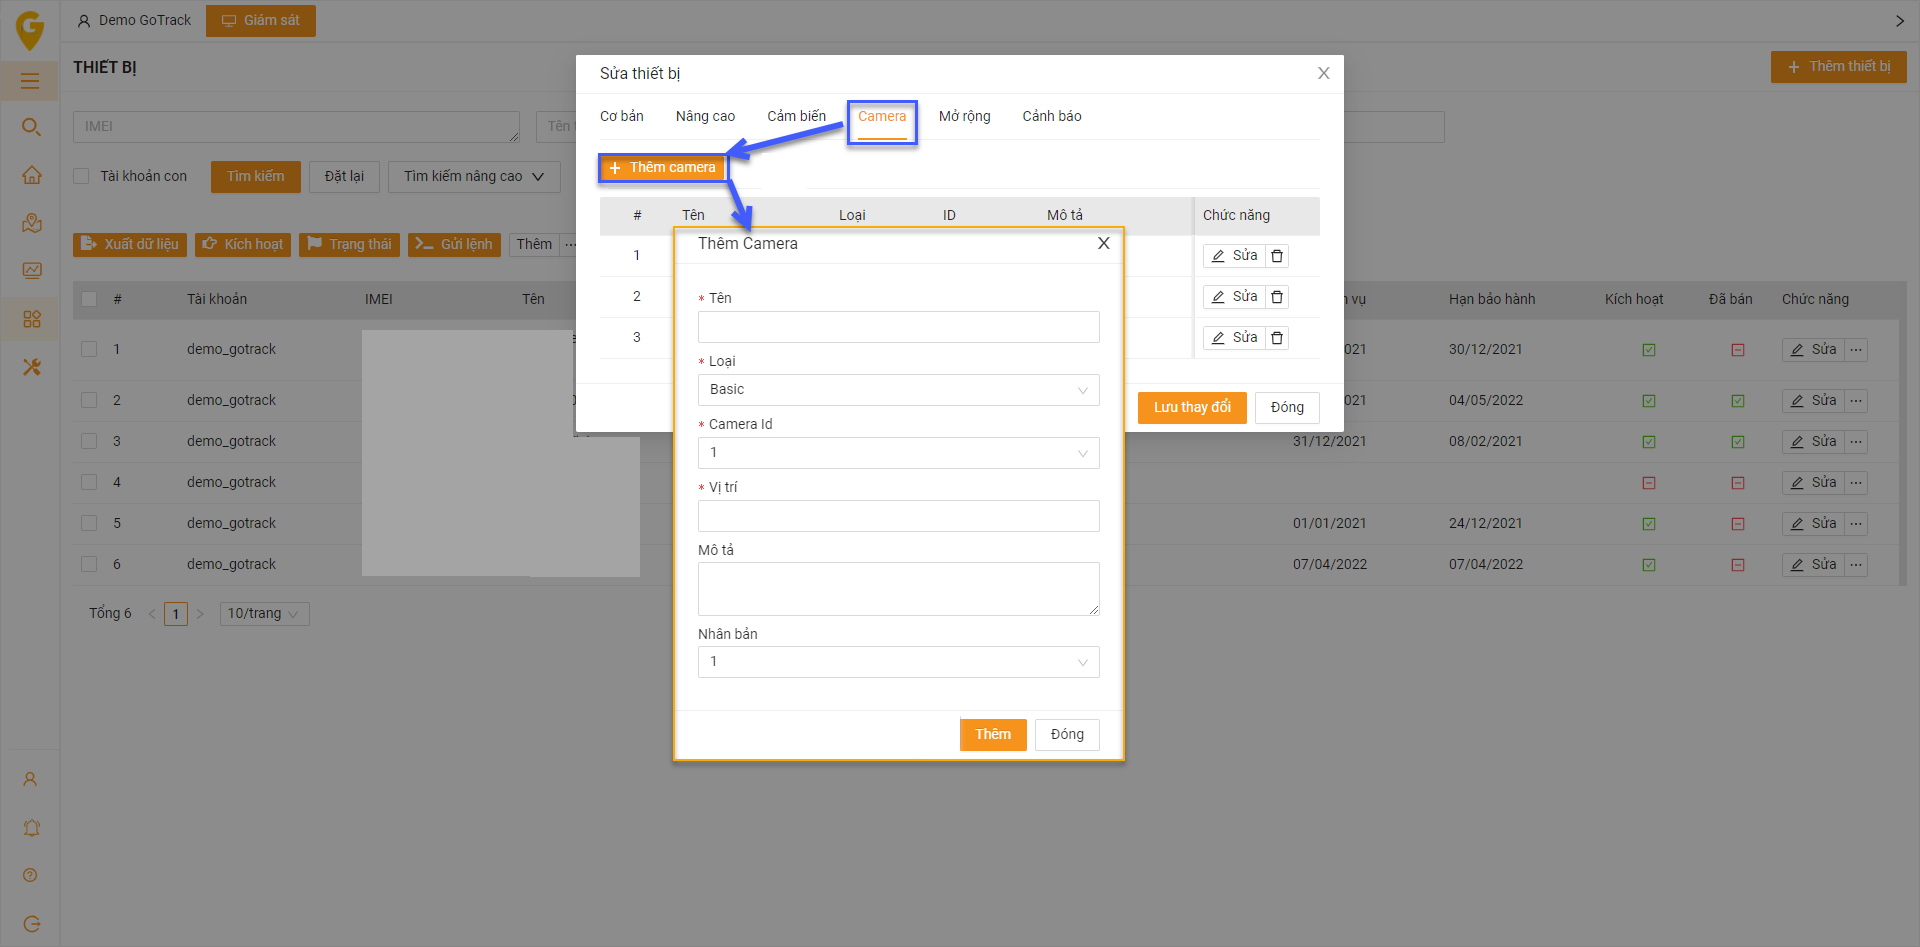 Demo GoTrack
Giám sát
THIẾT BỊ
Thêm thiết bị
IMEI
Tên
Tài khoản con
Tìm kiếm
Đặt lại
Tìm kiếm nâng cao
Xuất dữ liệu
Kích hoạt
Trạng thái
Gửi lệnh
Thêm
# Tài khoản IMEI Tên vụ Hạn bảo hành Kích hoạt Đã bán Chức năng
1 demo_gotrack 021 30/12/2021 Sửa
2 demo_gotrack 021 04/05/2022 Sửa
3 demo_gotrack 31/12/2021 08/02/2021 Sửa
4 demo_gotrack Sửa
5 demo_gotrack 01/01/2021 24/12/2021 Sửa
6 demo_gotrack 07/04/2022 07/04/2022 Sửa
Tổng 6 < 1 > 10/trang
Sửa thiết bị X
Cơ bản Nâng cao Cảm biến Camera Mở rộng Cảnh báo
+ Thêm camera
# Tên Loại ID Mô tả Chức năng
1 Sửa
2 Sửa
3 Sửa
Lưu thay đổi Đóng
Thêm Camera X
* Tên
* Loại
Basic
* Camera Id
1
* Vị trí
Mô tả
Nhân bản
1
Thêm Đóng